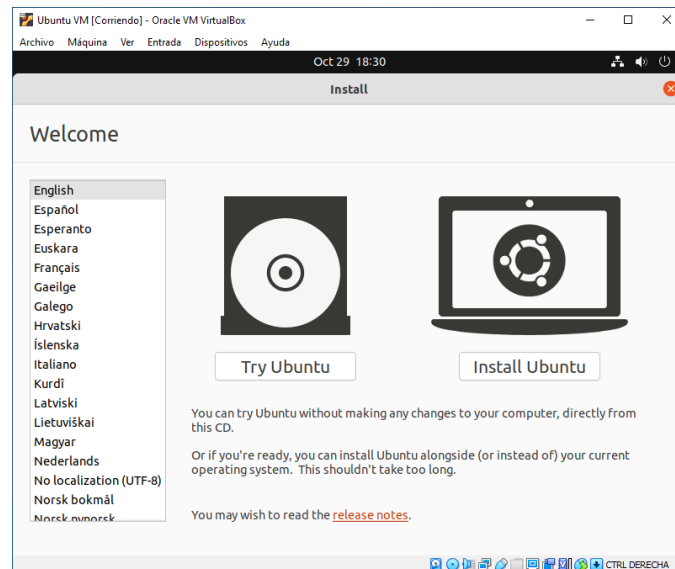 Ubuntu VM [Corriendo] - Oracle VM VirtualBox
Archivo Máquina Ver Entrada Dispositivos Ayuda
Oct 29 18:30
Install
Welcome
English
Español
Esperanto
Euskara
Français
Gaeilge
Galego
Hrvatski
Íslenska
Italiano
Kurdî
Latviski
Lietuviškai
Magyar
Nederlands
No localization (UTF-8)
Norsk bokmål
Norsk nynorsk
Try Ubuntu
Install Ubuntu
You can try Ubuntu without making any changes to your computer, directly from
this CD.
Or if you're ready, you can install Ubuntu alongside (or instead of) your current
operating system. This shouldn't take too long.
You may wish to read the release notes.
CTRL DERECHA